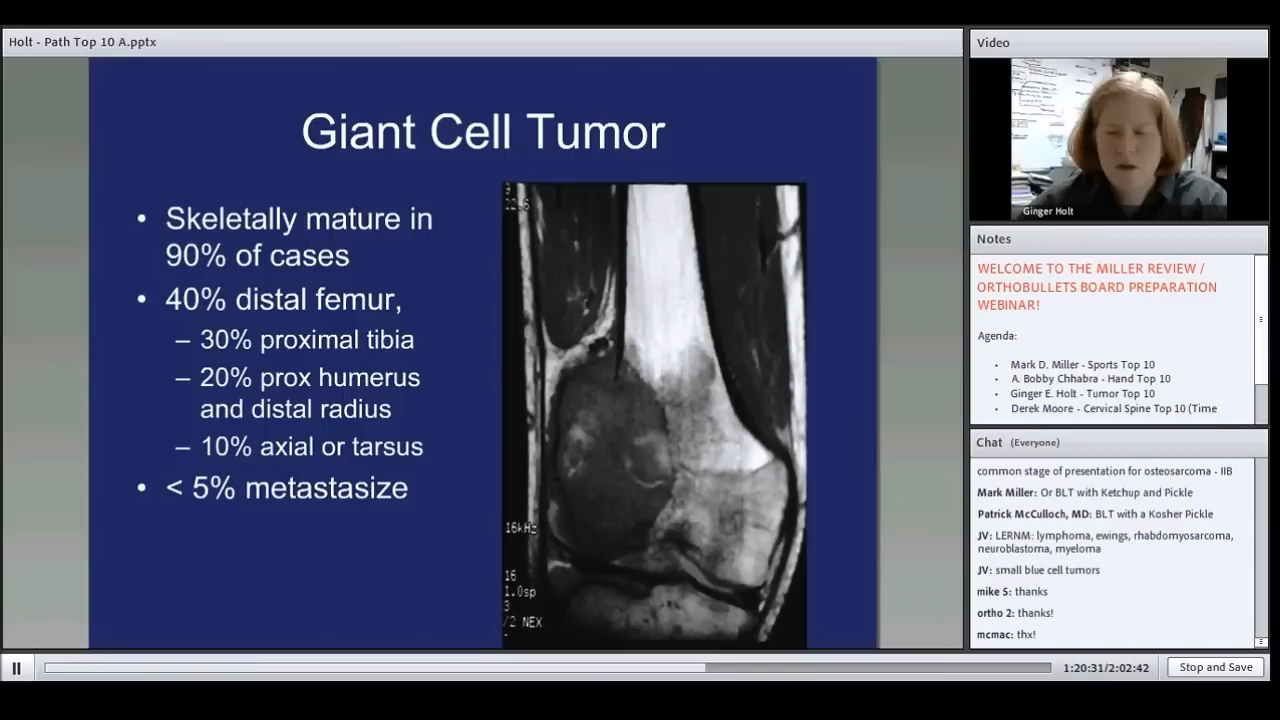 Holt - Path Top 10 A.pptx
Giant Cell Tumor
• Skeletally mature in
90% of cases
• 40% distal femur,
– 30% proximal tibia
– 20% prox humerus
and distal radius
– 10% axial or tarsus
• < 5% metastasize
16kHz
16
1.0sp
3
/2 NEX
Video
Ginger Holt
Notes
WELCOME TO THE MILLER REVIEW /
ORTHOBULLETS BOARD PREPARATION
WEBINAR!
Agenda:
• Mark D. Miller - Sports Top 10
• A. Bobby Chhabra - Hand Top 10
• Ginger E. Holt - Tumor Top 10
• Derek Moore - Cervical Spine Top 10 (Time
Chat (Everyone)
common stage of presentation for osteosarcoma - IIB
Mark Miller: Or BLT with Ketchup and Pickle
Patrick McCulloch, MD: BLT with a Kosher Pickle
JV: LERNM: lymphoma, ewings, rhabdomyosarcoma,
neuroblastoma, myeloma
JV: small blue cell tumors
mike 5: thanks
ortho 2: thanks!
mcmac: thx!
1:20:31/2:02:42
Stop and Save